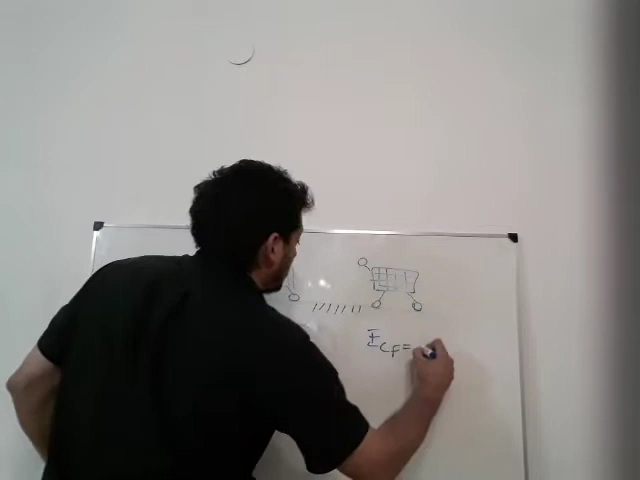 E_CF =